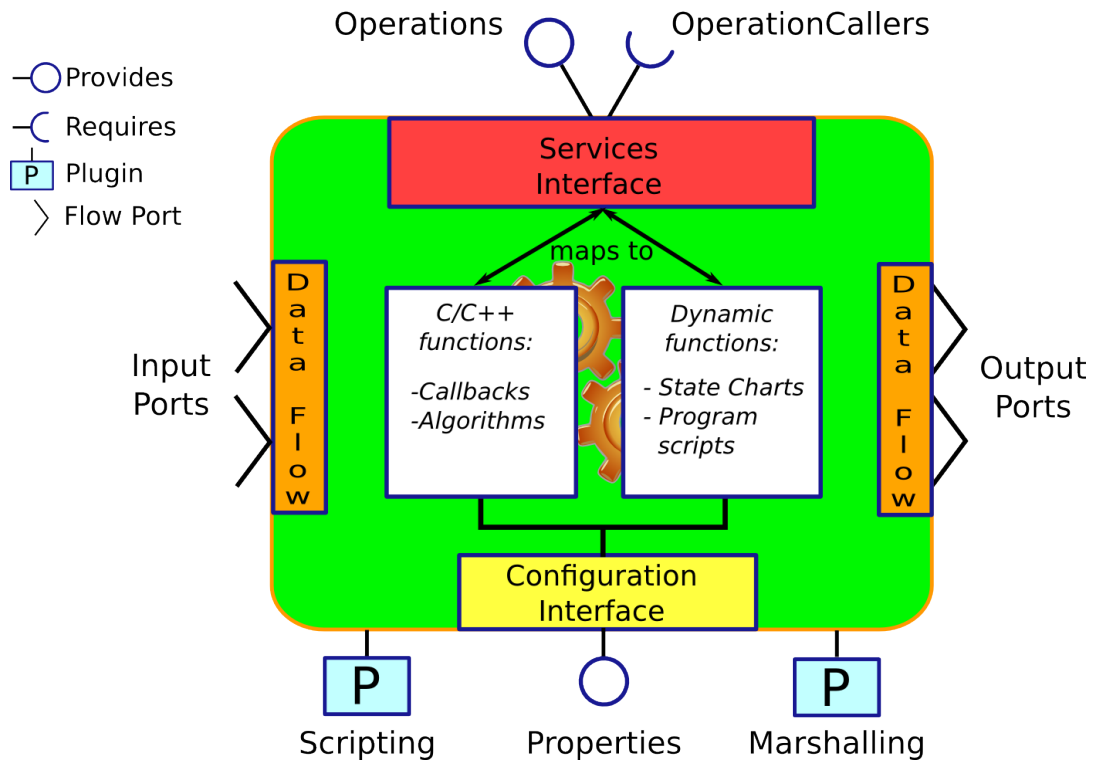 Operations
OperationCallers
Provides
Requires
P
Plugin
Flow Port
Services
Interface
maps to
Data Flow
Input
Ports
C/C++
functions:
-Callbacks
-Algorithms
Dynamic
functions:
- State Charts
- Program
scripts
Data Flow
Output
Ports
Configuration
Interface
P
P
Scripting
Properties
Marshalling